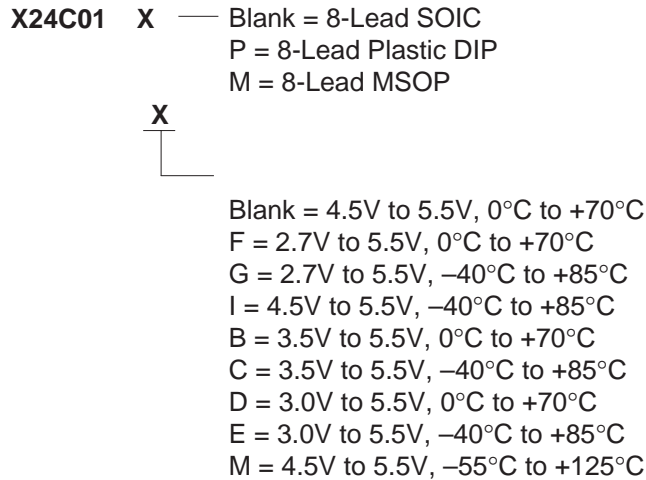 X24C01 X Blank = 8-Lead SOIC
P = 8-Lead Plastic DIP
M = 8-Lead MSOP
X
Blank = 4.5V to 5.5V, 0°C to +70°C
F = 2.7V to 5.5V, 0°C to +70°C
G = 2.7V to 5.5V, –40°C to +85°C
I = 4.5V to 5.5V, –40°C to +85°C
B = 3.5V to 5.5V, 0°C to +70°C
C = 3.5V to 5.5V, –40°C to +85°C
D = 3.0V to 5.5V, 0°C to +70°C
E = 3.0V to 5.5V, –40°C to +85°C
M = 4.5V to 5.5V, –55°C to +125°C